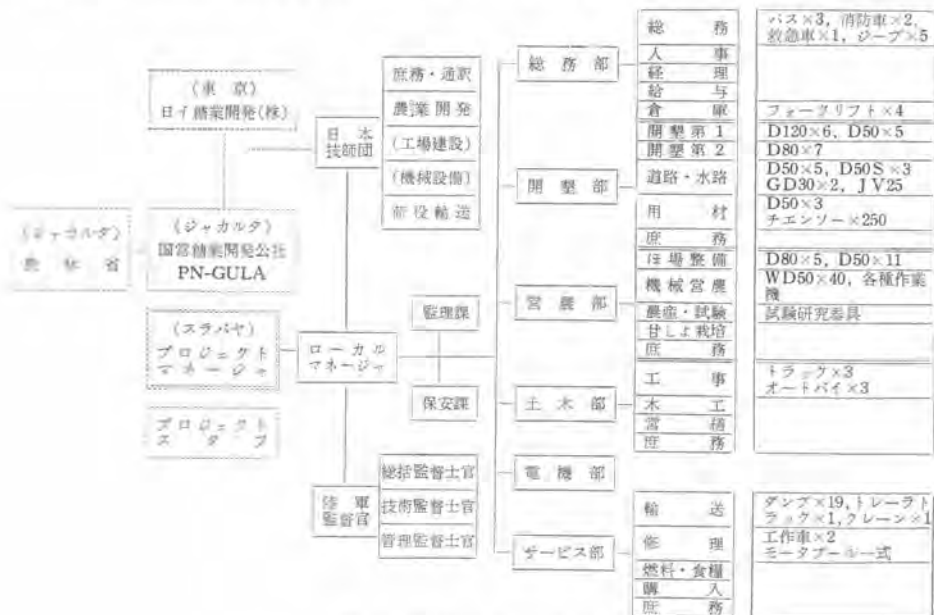 (東京)
日イ糖業開発(株)
(ジャカルタ)
農林省
(ジャカルタ)
国営糖業開発公社
PN-GULA
(スラバヤ)
プロジェクト
マネージャ
プロジェクト
スタフ
日本
技師団
庶務・通訳
農業開発
(工場建設)
(機械設備)
荷役輸送
ローカル
マネージャ
監理課
保安課
陸軍
監督官
総括監督士官
技術監督士官
管理監督士官
総務部
総務
バス×3, 消防車×2,
救急車×1, ジープ×5
人事
経理
給与
倉庫
フォークリフト×4
開墾部
開墾第1
D120×6, D50×5
開墾第2
D80×7
道路・水路
D50×5, D50S×3
GD30×2, JV25
用材
D50×3
チエンソー×250
庶務
営農部
ほ場整備
D80×5, D50×11
機械営農
WD50×40, 各種作業
機
農産・試験
試験研究器具
甘しょ栽培
庶務
土木部
工事
トラック×3
オートバイ×3
木工
営繕
庶務
電機部
サービス部
輸送
ダンプ×19, トレーラト
ラック×1, クレーン×1
修理
工作車×2
モータプール一式
燃料・食糧
購入
庶務